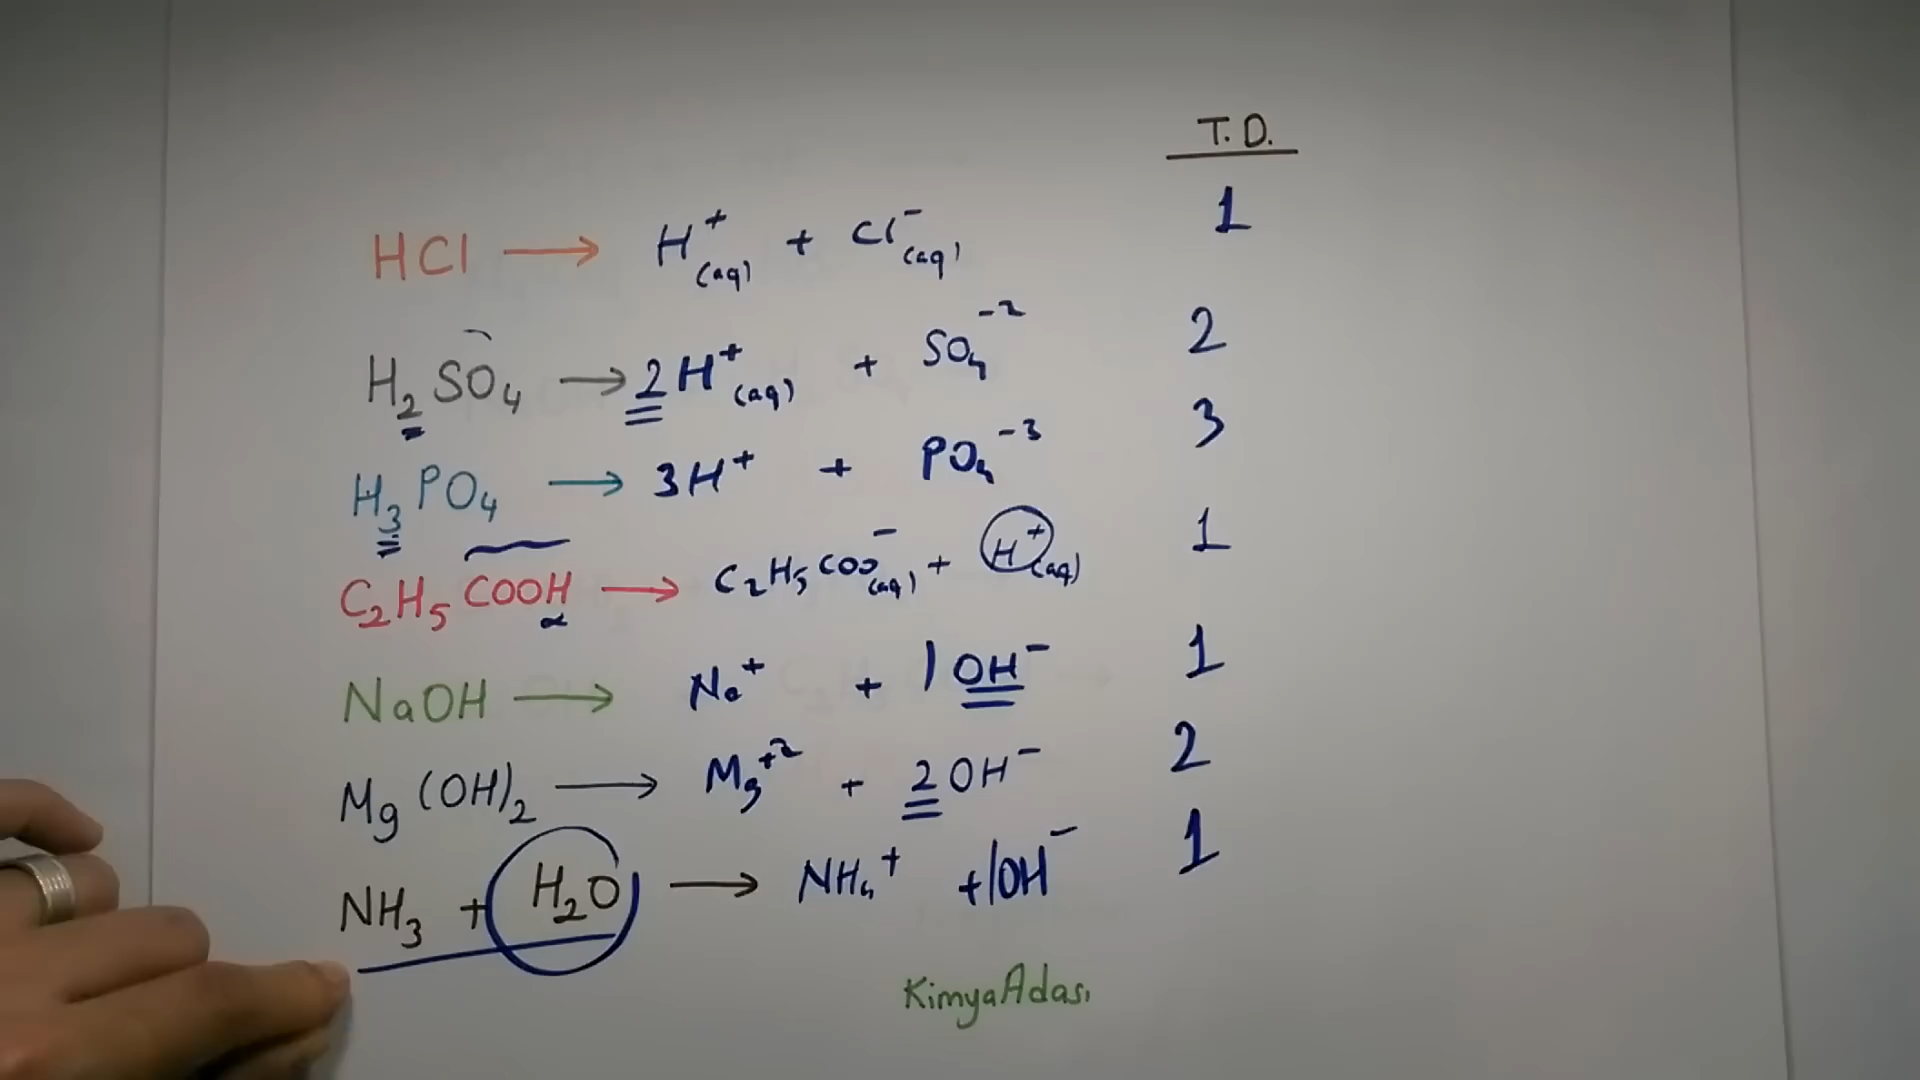 T.D.
HCl → H⁺(aq) + Cl⁻(aq) 1
H₂SO₄ → 2H⁺(aq) + SO₄⁻² 2
H₃PO₄ → 3H⁺ + PO₄⁻³ 3
C₂H₅COOH → C₂H₅COO⁻(aq) + H⁺(aq) 1
NaOH → Na⁺ + 1OH⁻ 1
Mg(OH)₂ → Mg⁺² + 2OH⁻ 2
NH₃ + H₂O → NH₄⁺ + 1OH⁻ 1
KimyaAdası